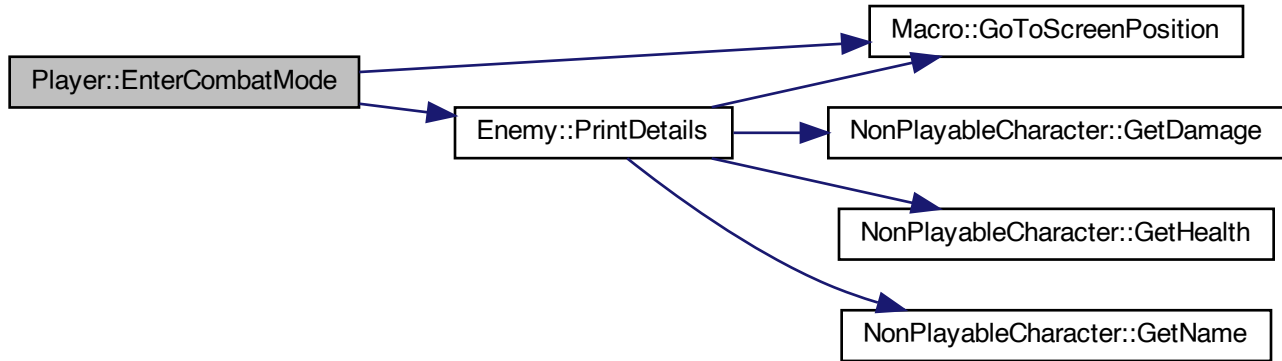 Macro::GoToScreenPosition
Player::EnterCombatMode
Enemy::PrintDetails
NonPlayableCharacter::GetDamage
NonPlayableCharacter::GetHealth
NonPlayableCharacter::GetName